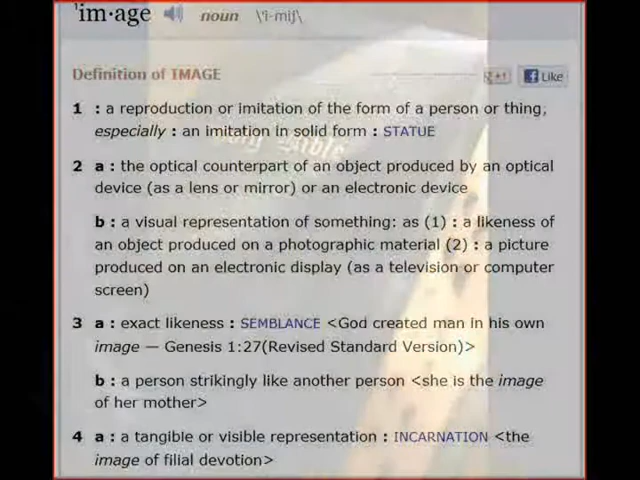 ¹im·age noun \'i-mij\
Definition of IMAGE +1 Like
1 : a reproduction or imitation of the form of a person or thing;
especially : an imitation in solid form : STATUE
2 a : the optical counterpart of an object produced by an optical
device (as a lens or mirror) or an electronic device
b : a visual representation of something: as (1) : a likeness of
an object produced on a photographic material (2) : a picture
produced on an electronic display (as a television or computer
screen)
3 a : exact likeness : SEMBLANCE <God created man in his own
image — Genesis 1:27(Revised Standard Version)>
b : a person strikingly like another person <she is the image
of her mother>
4 a : a tangible or visible representation : INCARNATION <the
image of filial devotion>
Holy Bible